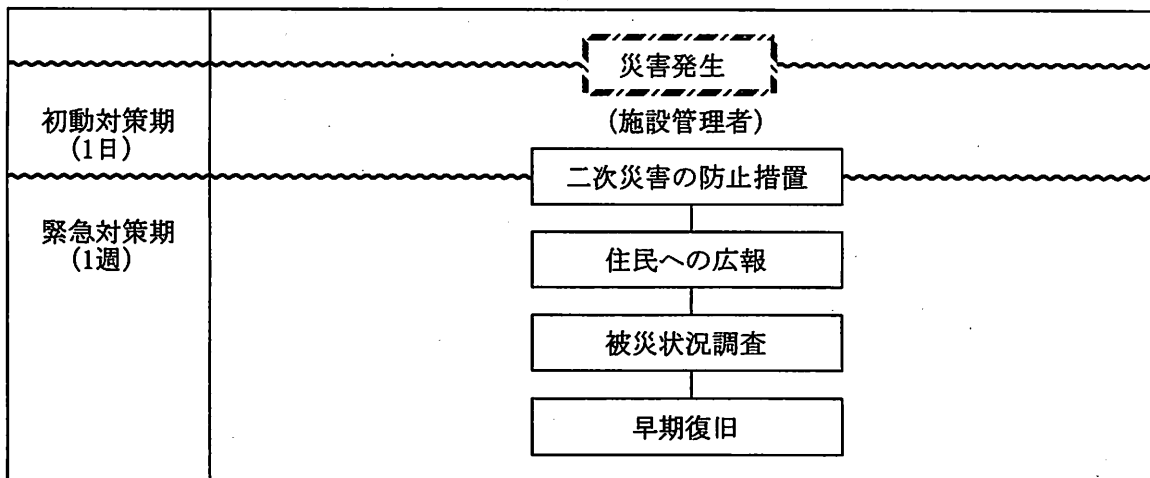 災害発生
初動対策期
(1日)
(施設管理者)
二次災害の防止措置
緊急対策期
(1週)
住民への広報
被災状況調査
早期復旧